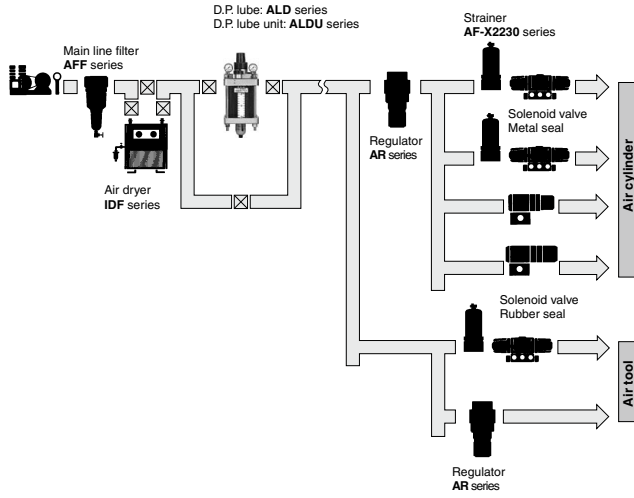 D.P. lube: ALD series
D.P. lube unit: ALDU series
Strainer
AF-X2230 series
Main line filter
AFF series
Regulator
AR series
Solenoid valve
Metal seal
Air dryer
IDF series
Air cylinder
Solenoid valve
Rubber seal
Air tool
Regulator
AR series